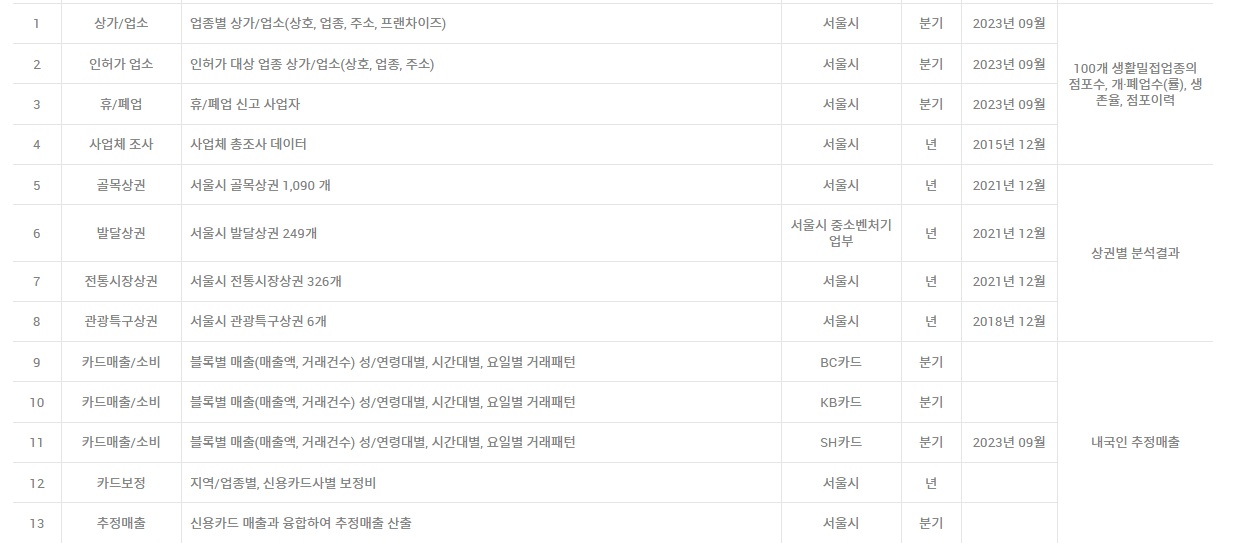 1 상가/업소 업종별 상가/업소(상호, 업종, 주소, 프랜차이즈) 서울시 분기 2023년 09월
2 인허가 업소 인허가 대상 업종 상가/업소(상호, 업종, 주소) 서울시 분기 2023년 09월
100개 생활밀접업종의
점포수, 개·폐업수(률), 생
존율, 점포이력
3 휴/폐업 휴/폐업 신고 사업자 서울시 분기 2023년 09월
4 사업체 조사 사업체 총조사 데이터 서울시 년 2015년 12월
5 골목상권 서울시 골목상권 1,090 개 서울시 년 2021년 12월
6 발달상권 서울시 발달상권 249개 서울시 중소벤처기
업부 년 2021년 12월
상권별 분석결과
7 전통시장상권 서울시 전통시장상권 326개 서울시 년 2021년 12월
8 관광특구상권 서울시 관광특구상권 6개 서울시 년 2018년 12월
9 카드매출/소비 블록별 매출(매출액, 거래건수) 성/연령대별, 시간대별, 요일별 거래패턴 BC카드 분기
10 카드매출/소비 블록별 매출(매출액, 거래건수) 성/연령대별, 시간대별, 요일별 거래패턴 KB카드 분기
11 카드매출/소비 블록별 매출(매출액, 거래건수) 성/연령대별, 시간대별, 요일별 거래패턴 SH카드 분기 2023년 09월 내국인 추정매출
12 카드보정 지역/업종별, 신용카드사별 보정비 서울시 년
13 추정매출 신용카드 매출과 융합하여 추정매출 산출 서울시 분기